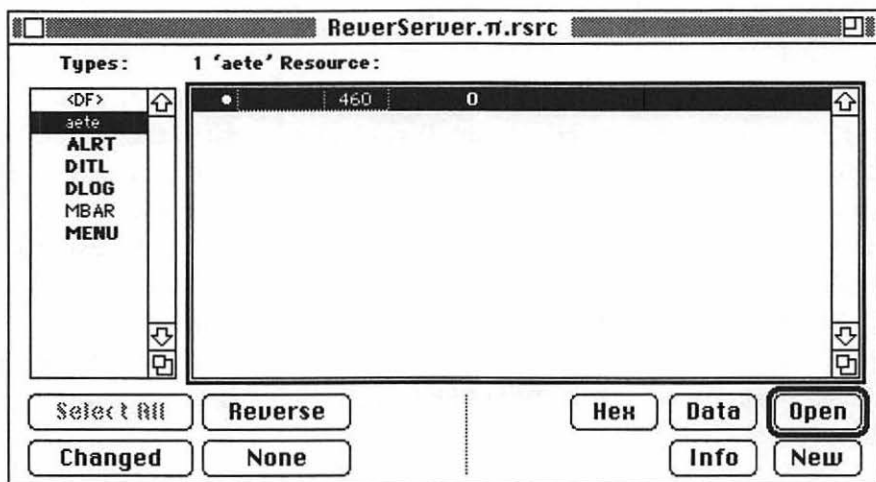 ReverServer.π.rsrc
Types: 1 'aete' Resource:
<DF>
aete
ALRT
DITL
DLOG
MBAR
MENU
• 460 0
Select All Reverse Hex Data Open
Changed None Info New